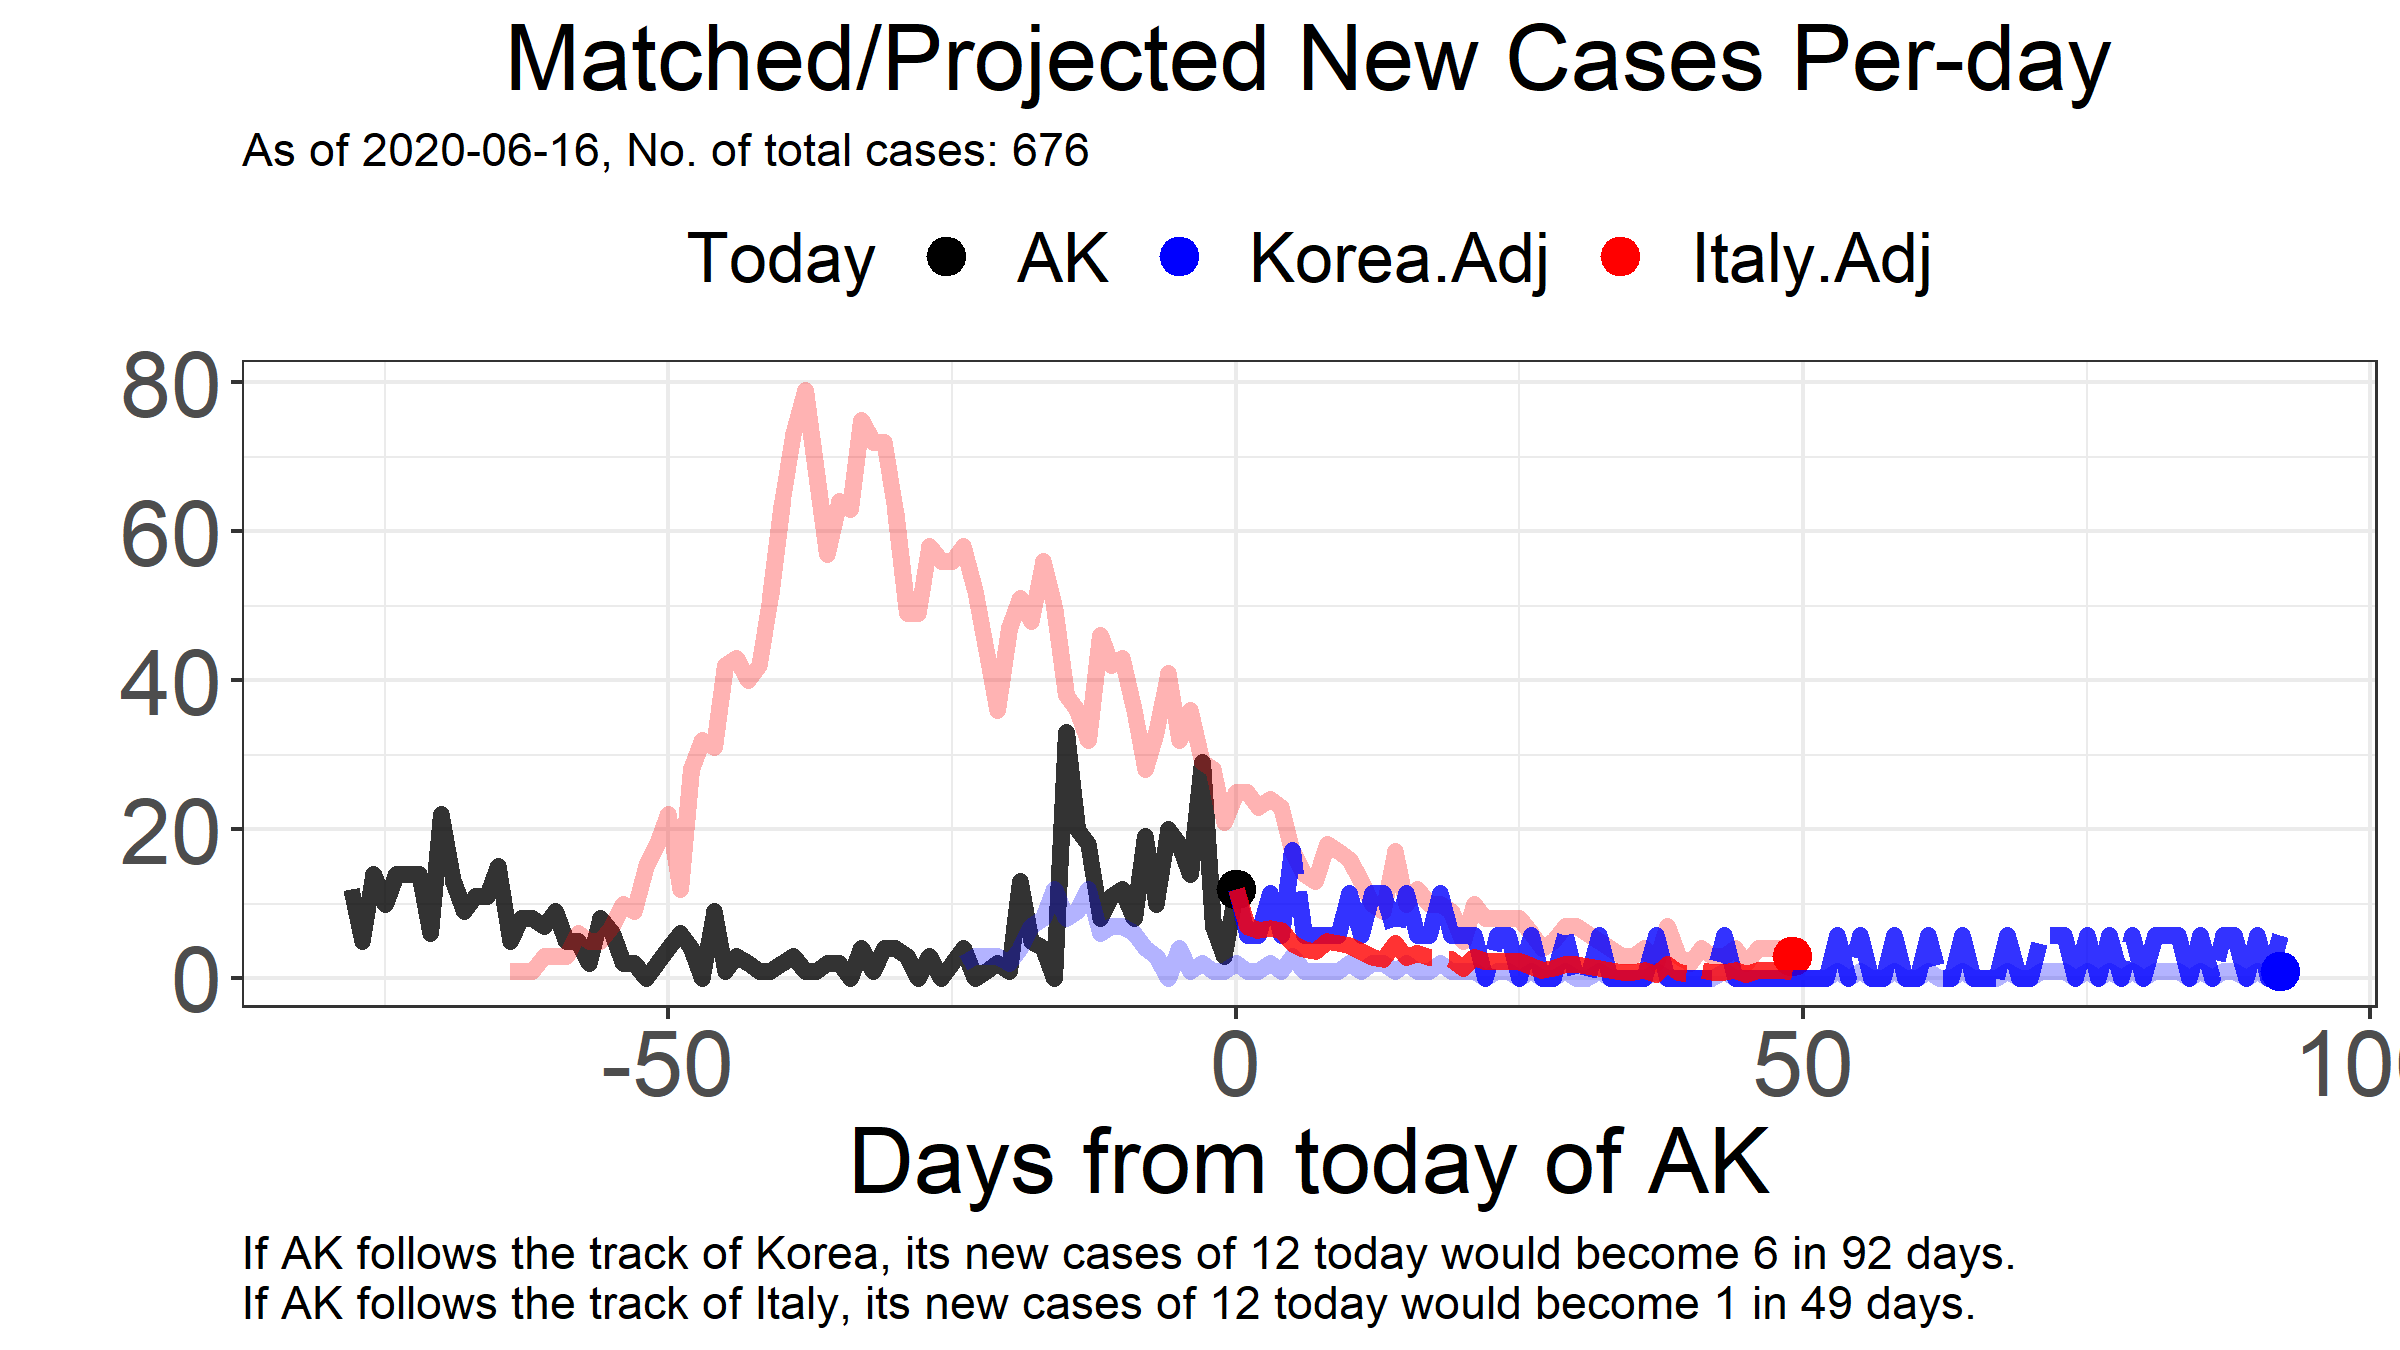 Matched/Projected New Cases Per-day
As of 2020-06-16, No. of total cases: 676
Today AK Korea.Adj Italy.Adj
80
60
40
20
0
-50 0 50 10
Days from today of AK
If AK follows the track of Korea, its new cases of 12 today would become 6 in 92 days.
If AK follows the track of Italy, its new cases of 12 today would become 1 in 49 days.